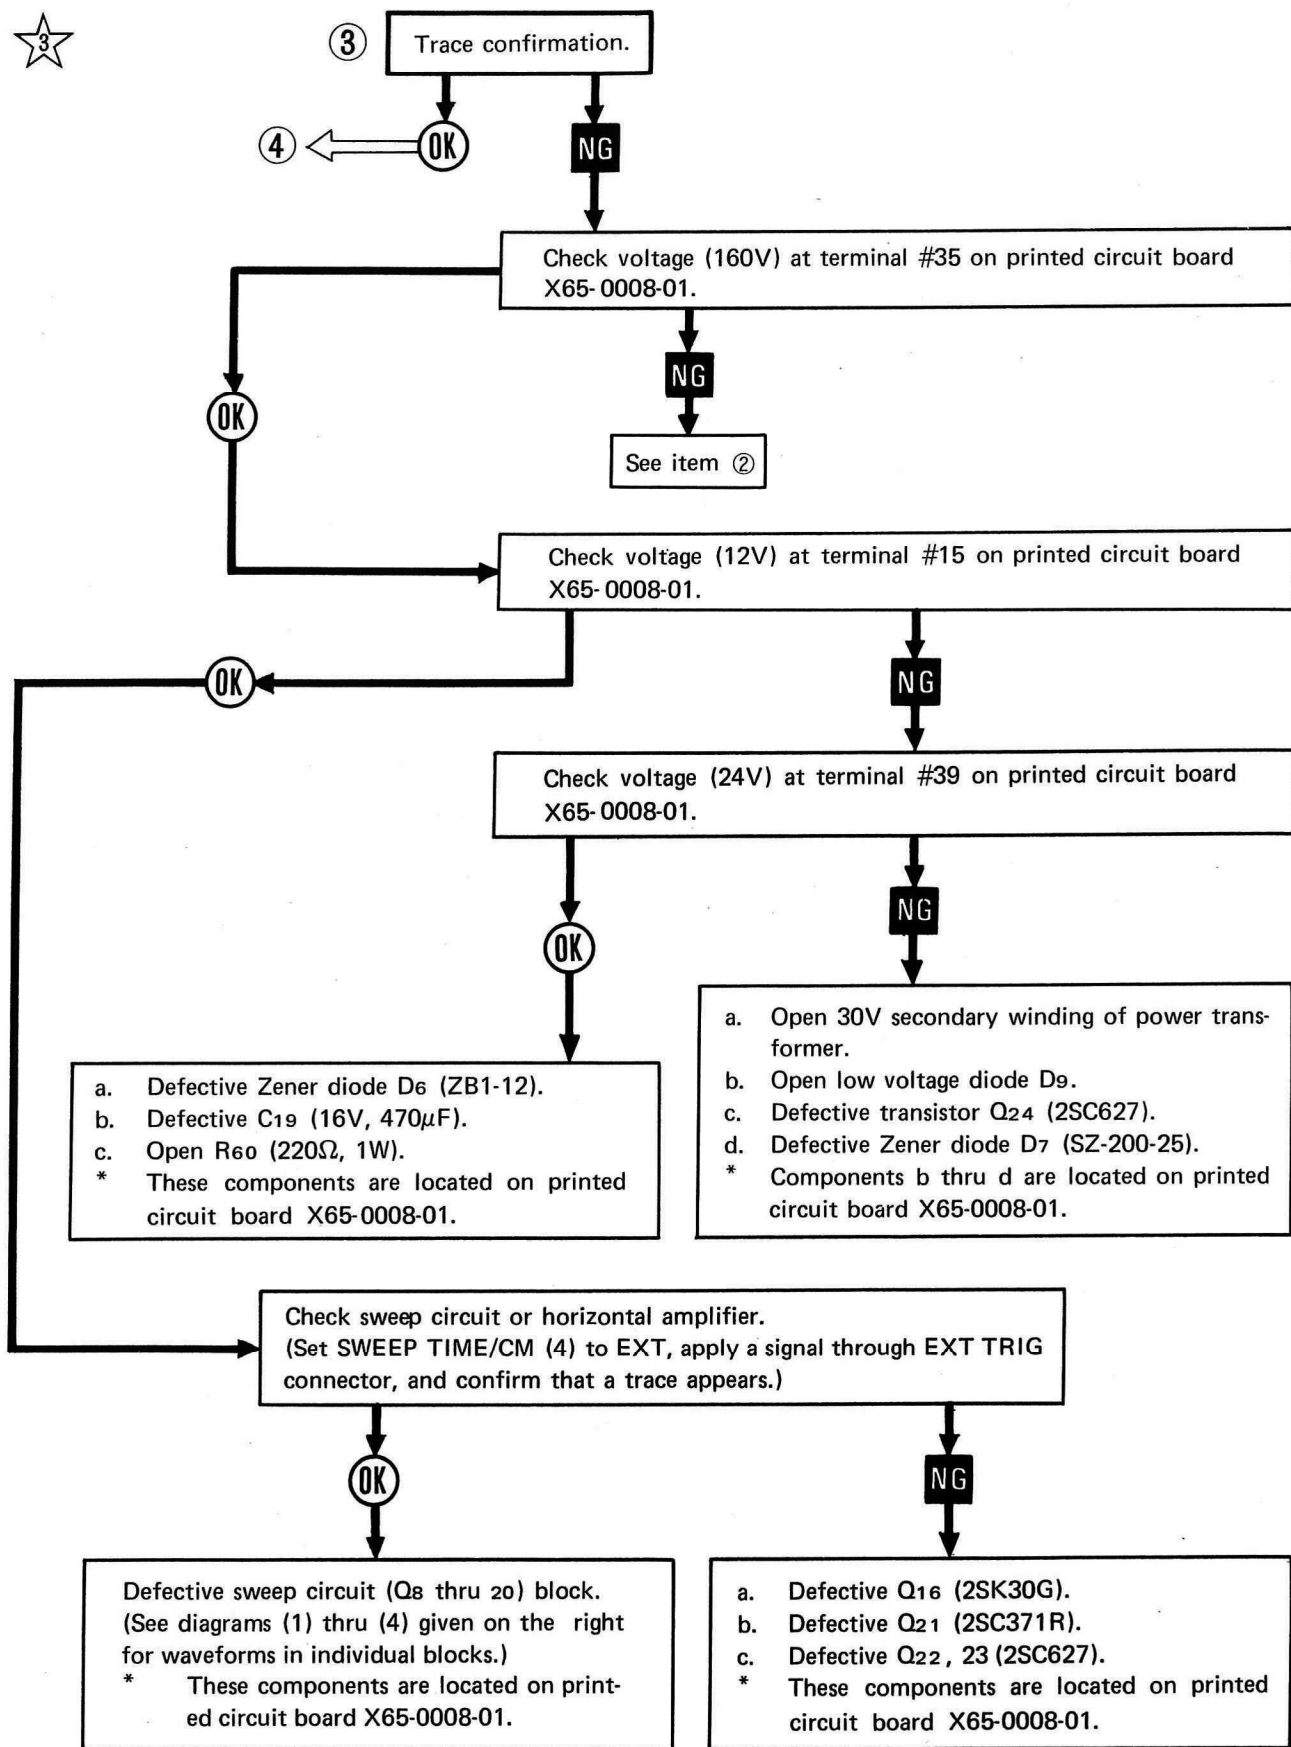 3
③ Trace confirmation.
④ OK NG
Check voltage (160V) at terminal #35 on printed circuit board
X65-0008-01.
NG
OK
See item ②
Check voltage (12V) at terminal #15 on printed circuit board
X65-0008-01.
OK NG
Check voltage (24V) at terminal #39 on printed circuit board
X65-0008-01.
NG
OK
a. Open 30V secondary winding of power trans-
former.
b. Open low voltage diode D9.
c. Defective transistor Q24 (2SC627).
d. Defective Zener diode D7 (SZ-200-25).
* Components b thru d are located on printed
circuit board X65-0008-01.
a. Defective Zener diode D6 (ZB1-12).
b. Defective C19 (16V, 470μF).
c. Open R60 (220Ω, 1W).
* These components are located on printed
circuit board X65-0008-01.
Check sweep circuit or horizontal amplifier.
(Set SWEEP TIME/CM (4) to EXT, apply a signal through EXT TRIG
connector, and confirm that a trace appears.)
OK NG
Defective sweep circuit (Q8 thru 20) block.
(See diagrams (1) thru (4) given on the right
for waveforms in individual blocks.)
* These components are located on print-
ed circuit board X65-0008-01.
a. Defective Q16 (2SK30G).
b. Defective Q21 (2SC371R).
c. Defective Q22, 23 (2SC627).
* These components are located on printed
circuit board X65-0008-01.